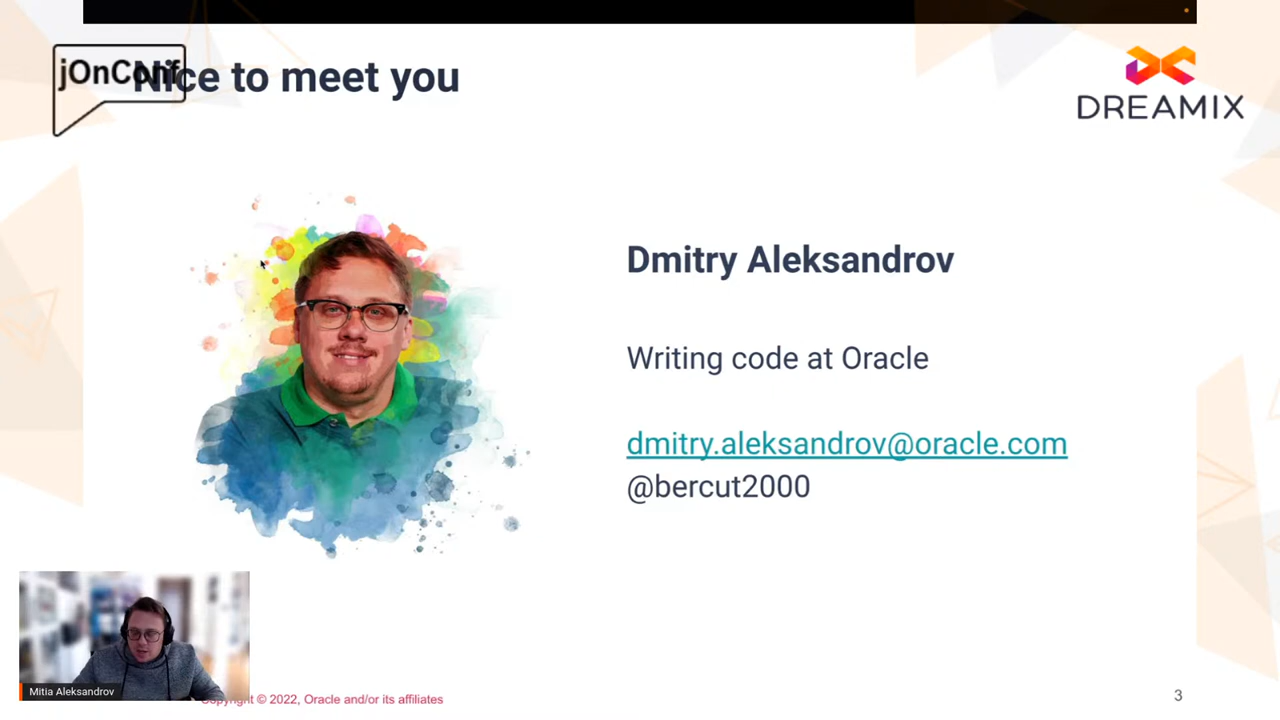 jOnConf
Nice to meet you
DREAMIX
Dmitry Aleksandrov
Writing code at Oracle
dmitry.aleksandrov@oracle.com
@bercut2000
Mitia Aleksandrov
Copyright © 2022, Oracle and/or its affiliates
3